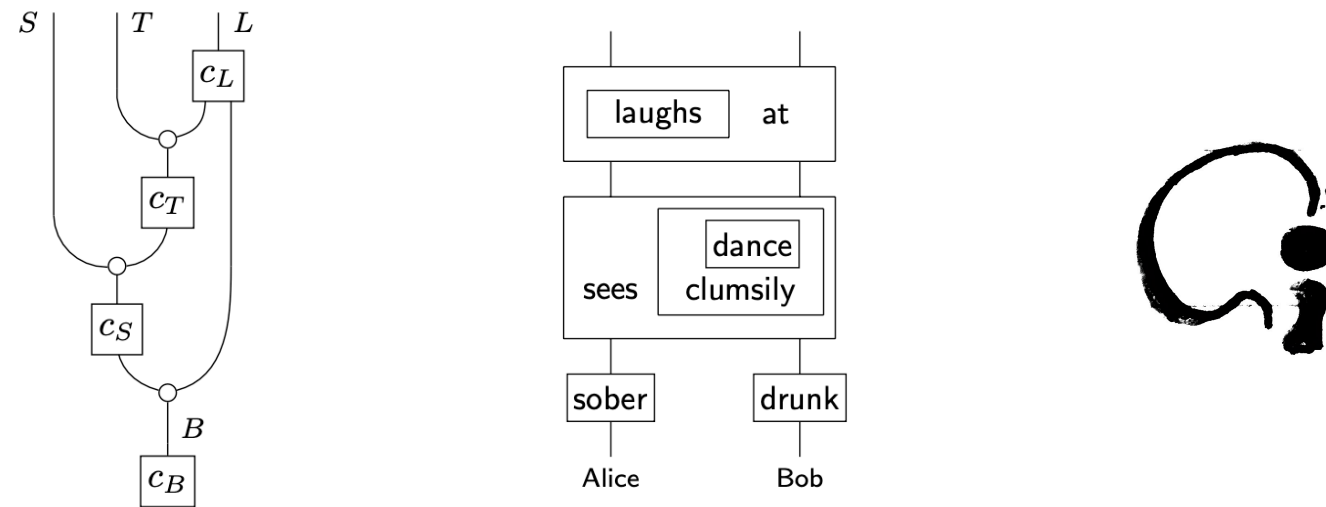 S T L
c_L
c_T
c_S
B
c_B
laughs at
dance
sees clumsily
sober drunk
Alice Bob